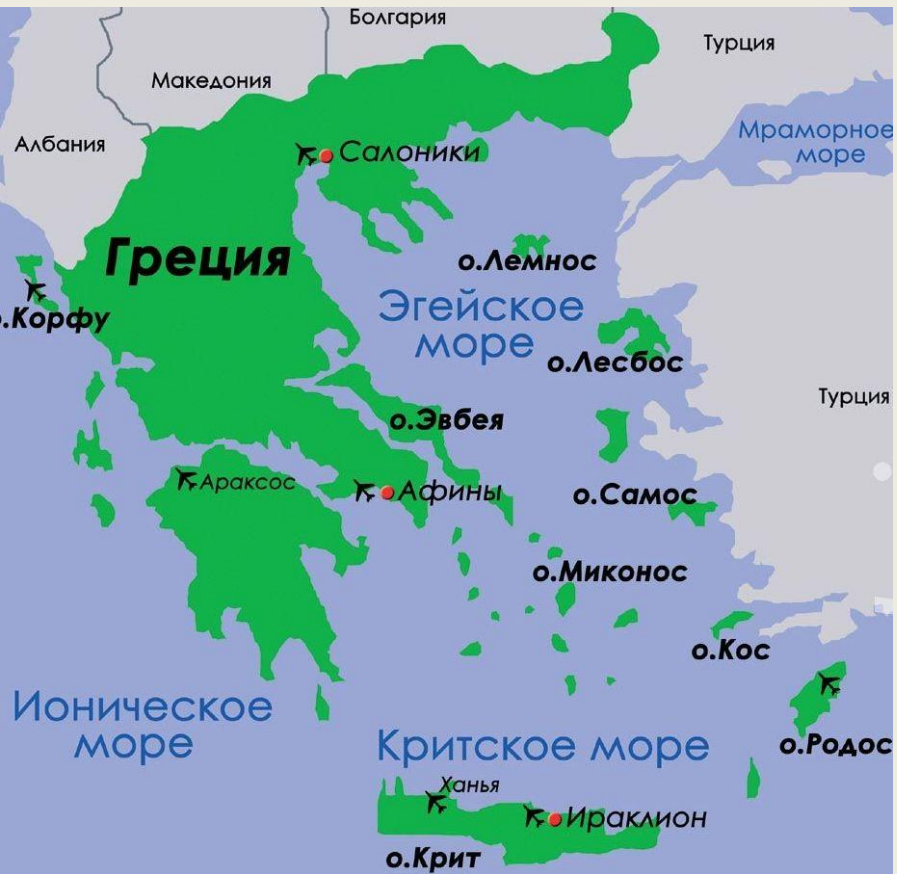 Болгария
Турция
Македония
Албания
Мраморное
море
Салоники
Греция
о.Лемнос
о.Корфу
Эгейское
море
о.Лесбос
Турция
о.Эвбея
Араксос
Афины
о.Самос
о.Миконос
о.Кос
Ионическое
море
Критское море
о.Родос
Ханья
Ираклион
о.Крит